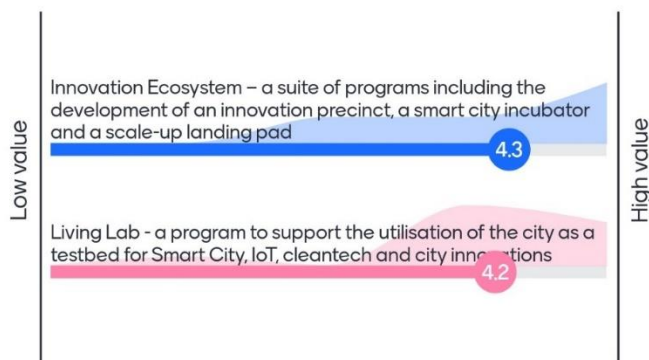 Innovation Ecosystem – a suite of programs including the
development of an innovation precinct, a smart city incubator
and a scale-up landing pad
4.3
Low value
High value
Living Lab - a program to support the utilisation of the city as a
testbed for Smart City, IoT, cleantech and city innovations
4.2